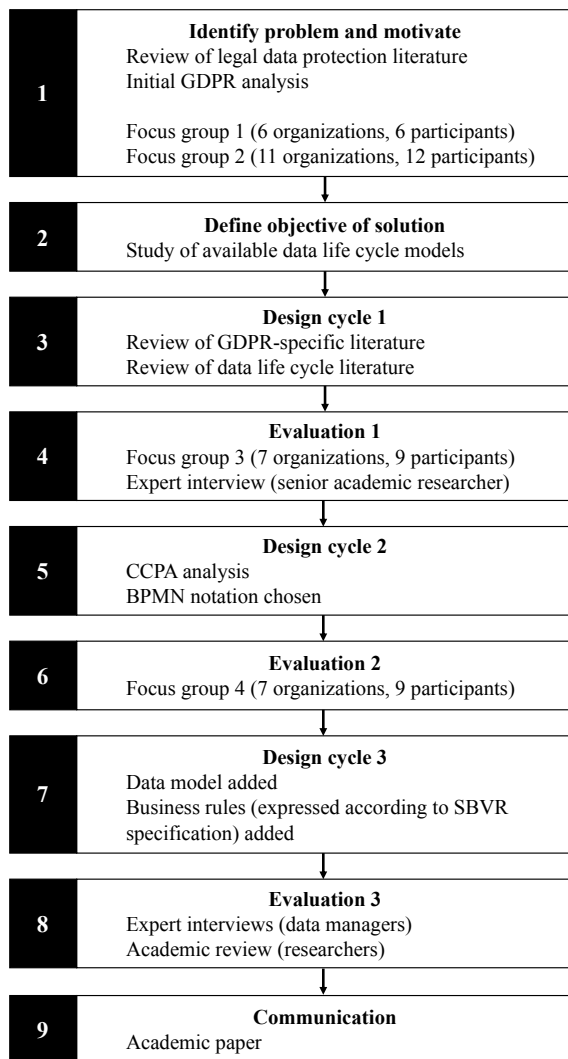 1
Identify problem and motivate
Review of legal data protection literature
Initial GDPR analysis
Focus group 1 (6 organizations, 6 participants)
Focus group 2 (11 organizations, 12 participants)
2
Define objective of solution
Study of available data life cycle models
3
Design cycle 1
Review of GDPR-specific literature
Review of data life cycle literature
4
Evaluation 1
Focus group 3 (7 organizations, 9 participants)
Expert interview (senior academic researcher)
5
Design cycle 2
CCPA analysis
BPMN notation chosen
6
Evaluation 2
Focus group 4 (7 organizations, 9 participants)
7
Design cycle 3
Data model added
Business rules (expressed according to SBVR
specification) added
8
Evaluation 3
Expert interviews (data managers)
Academic review (researchers)
9
Communication
Academic paper